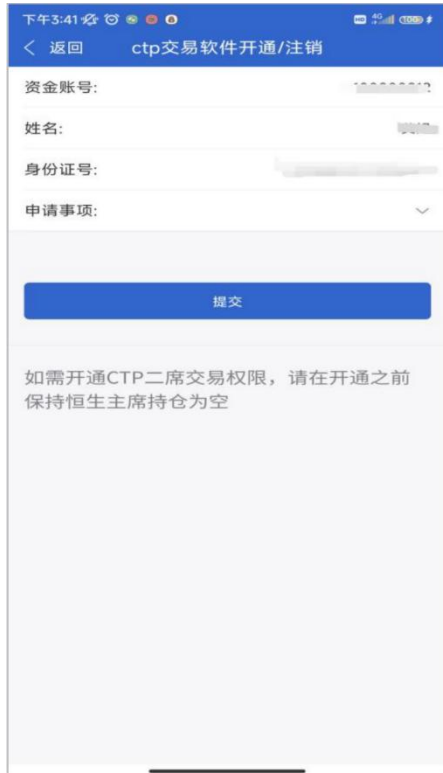 下午3:41
返回 ctp交易软件开通/注销
资金账号:
姓名:
身份证号:
申请事项:
提交
如需开通CTP二席交易权限，请在开通之前
保持恒生主席持仓为空